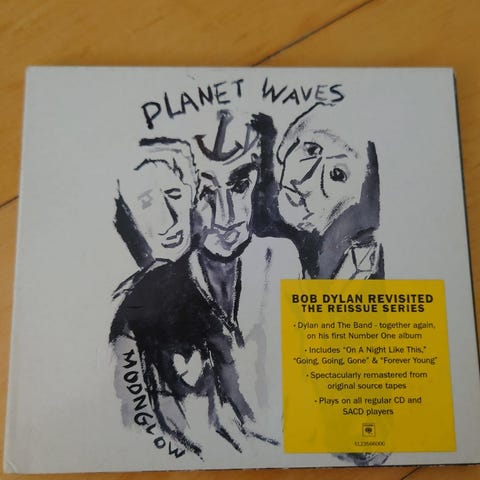 PLANET WAVES
MOONGLOW
BOB DYLAN REVISITED
THE REISSUE SERIES
• Dylan and The Band - together again,
on his first Number One album
• Includes "On A Night Like This,"
"Going, Going, Gone" & "Forever Young"
• Spectacularly remastered from
original source tapes
• Plays on all regular CD and
SACD players